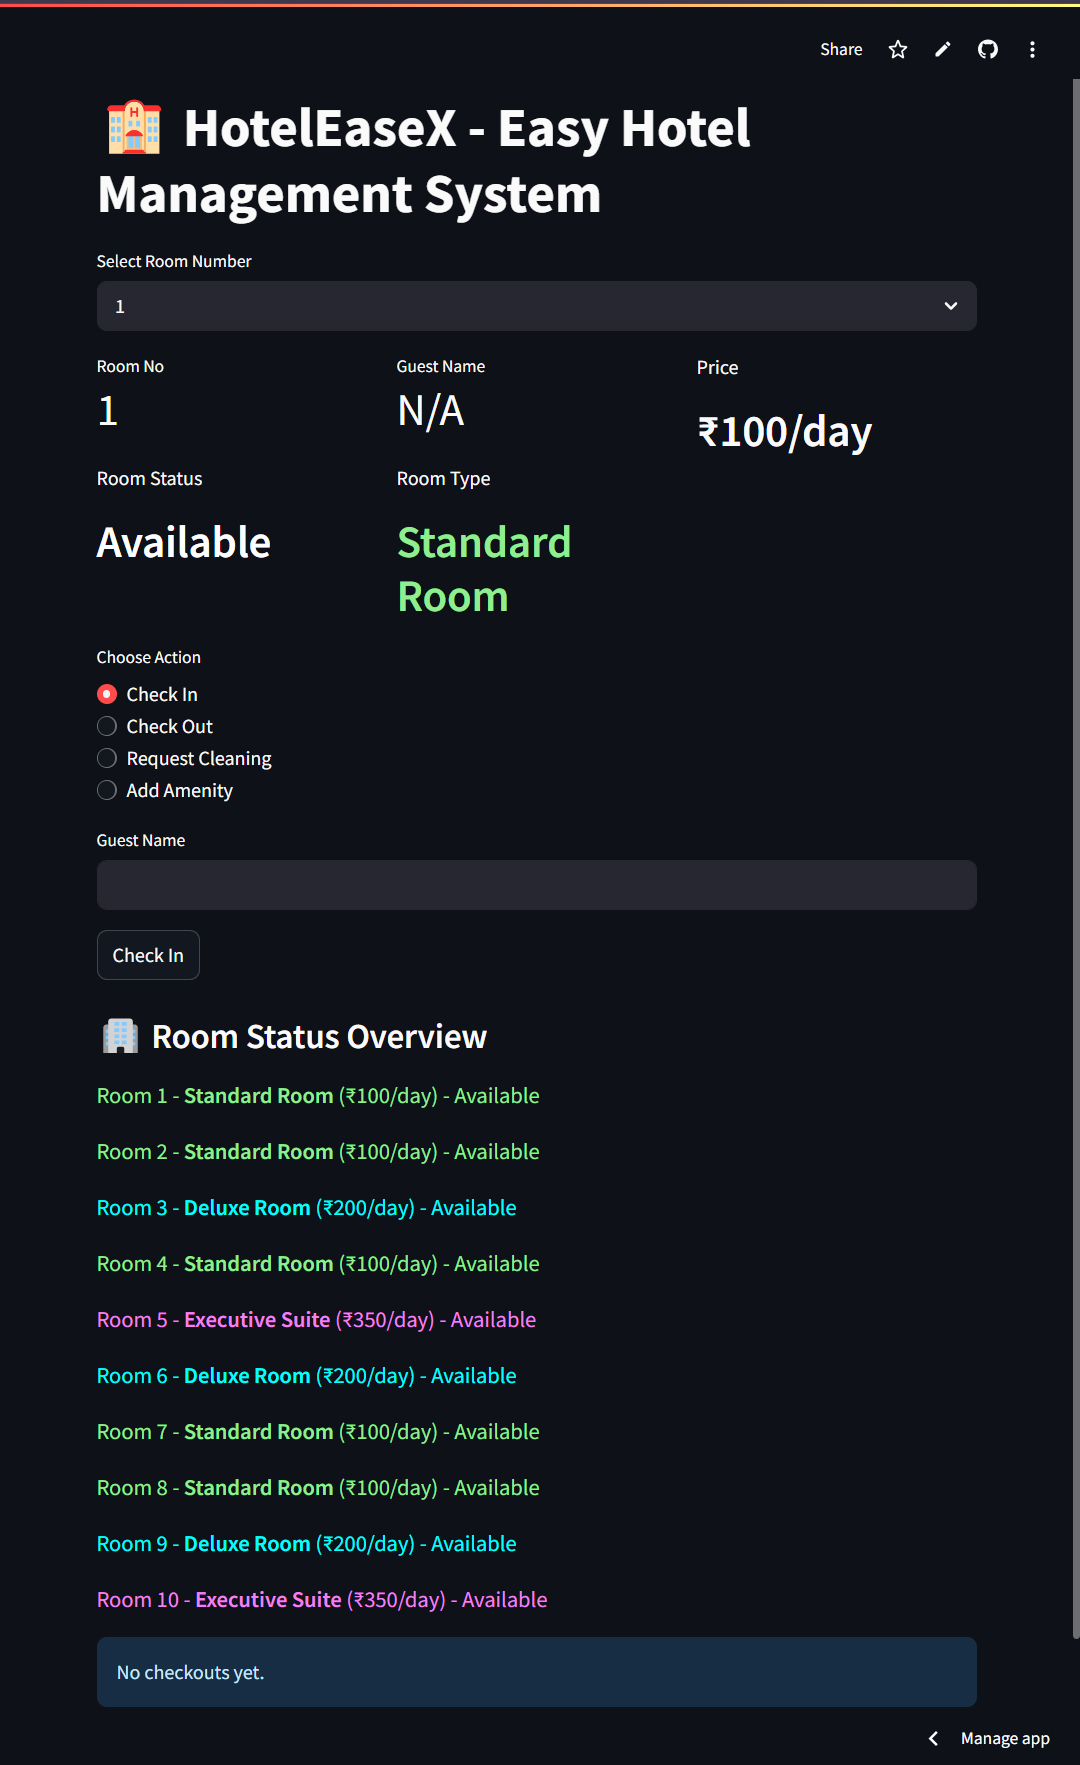 Share
HotelEaseX - Easy Hotel
Management System
Select Room Number
1
Room No
1
Guest Name
N/A
Price
₹100/day
Room Status
Available
Room Type
Standard
Room
Choose Action
Check In
Check Out
Request Cleaning
Add Amenity
Guest Name
Check In
Room Status Overview
Room 1 - Standard Room (₹100/day) - Available
Room 2 - Standard Room (₹100/day) - Available
Room 3 - Deluxe Room (₹200/day) - Available
Room 4 - Standard Room (₹100/day) - Available
Room 5 - Executive Suite (₹350/day) - Available
Room 6 - Deluxe Room (₹200/day) - Available
Room 7 - Standard Room (₹100/day) - Available
Room 8 - Standard Room (₹100/day) - Available
Room 9 - Deluxe Room (₹200/day) - Available
Room 10 - Executive Suite (₹350/day) - Available
No checkouts yet.
Manage app